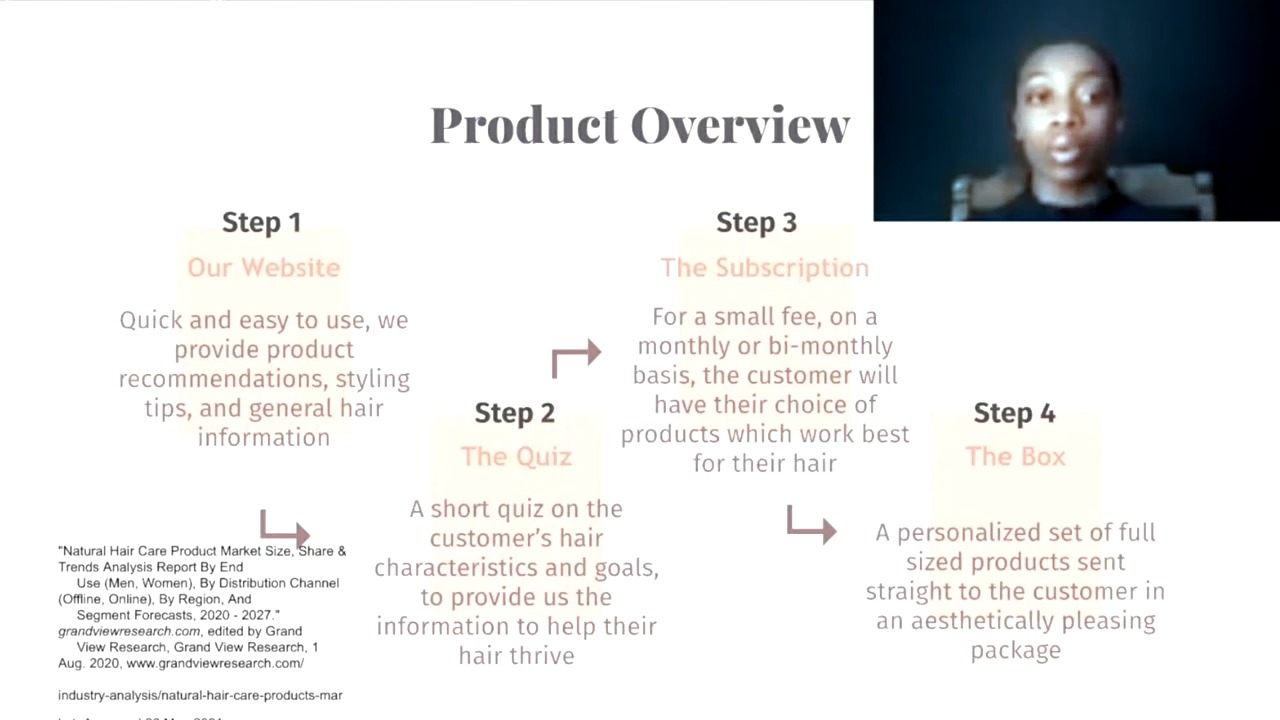 Product Overview
Step 1
Our Website
Quick and easy to use, we
provide product
recommendations, styling
tips, and general hair
information
Step 2
The Quiz
A short quiz on the
customer's hair
characteristics and goals,
to provide us the
information to help their
hair thrive
Step 3
The Subscription
For a small fee, on a
monthly or bi-monthly
basis, the customer will
have their choice of
products which work best
for their hair
Step 4
The Box
A personalized set of full
sized products sent
straight to the customer in
an aesthetically pleasing
package
"Natural Hair Care Product Market Size, Share &
Trends Analysis Report By End
Use (Men, Women), By Distribution Channel
(Offline, Online), By Region, And
Segment Forecasts, 2020 - 2027."
grandviewresearch.com, edited by Grand
View Research, Grand View Research, 1
Aug. 2020, www.grandviewresearch.com/
industry-analysis/natural-hair-care-products-mar